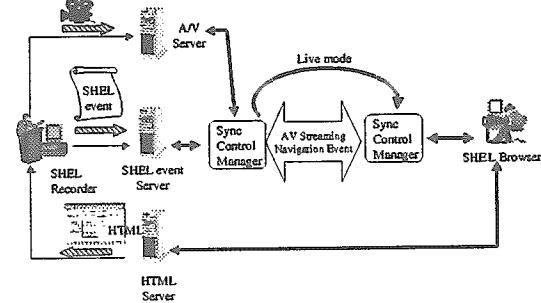 A/V
Server
Live mode
SHEL
event
Sync
Control
Manager
AV Streaming
Navigation Event
Sync
Control
Manager
SHEL
Recorder
SHEL event
Server
SHEL Browser
HTML
HTML
Server